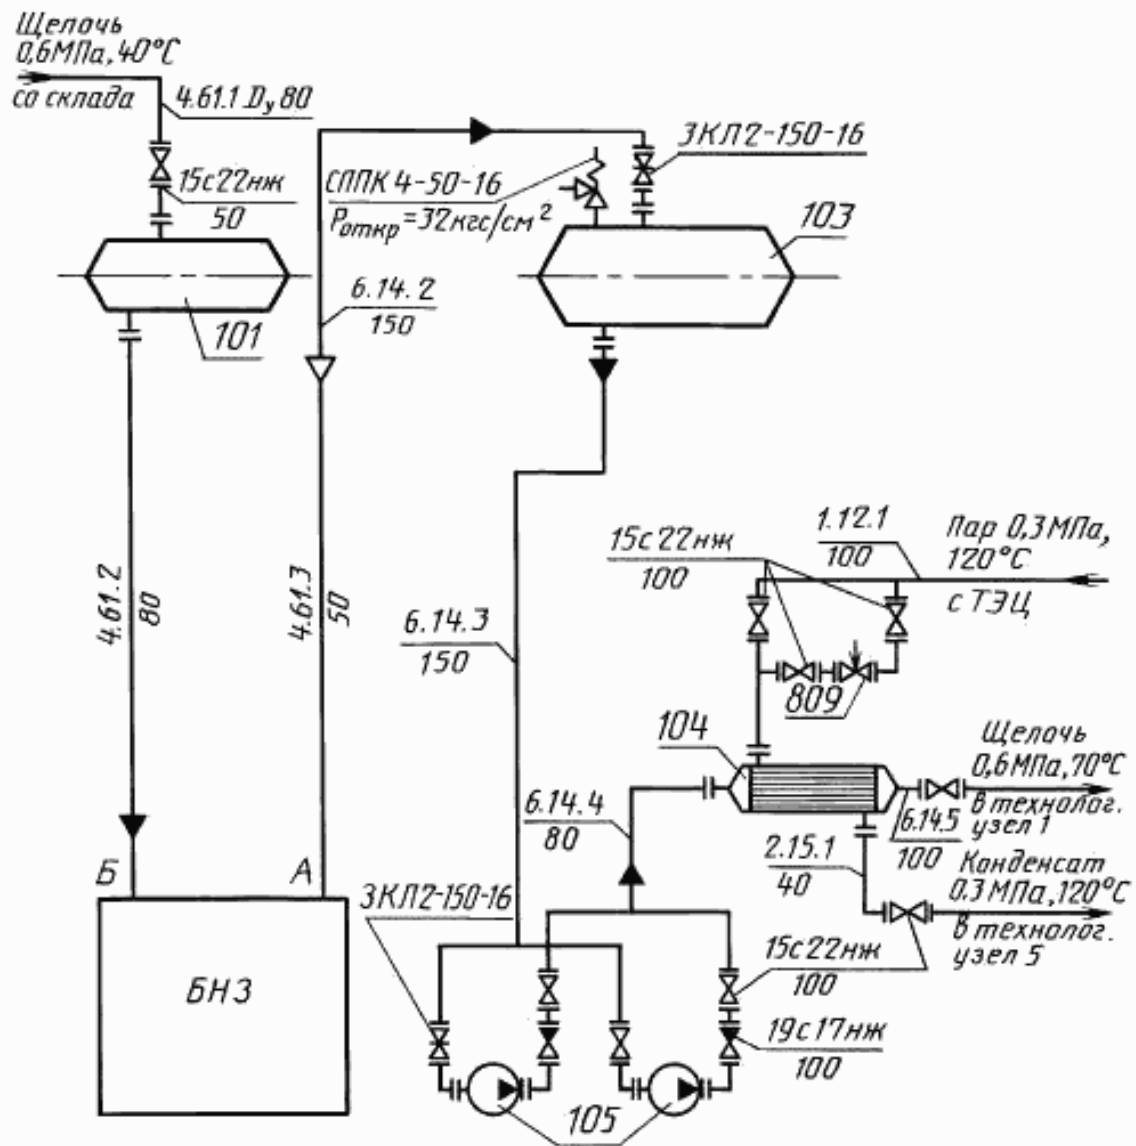 Щелочь
0,6МПа, 40°С
со склада
4.61.1 Dу 80
15с22нж
50
СППК 4-50-16
Pоткр=32кгс/см²
3КЛ2-150-16
103
101
6.14.2
150
4.61.2
80
4.61.3
50
6.14.3
150
15с22нж
100
1.12.1
100
Пар 0,3МПа,
120°С
с ТЭЦ
809
104
Щелочь
0,6МПа,70°С
в технолог.
узел 1
6.14.5
100
6.14.4
80
2.15.1
40
Конденсат
0.3МПа,120°С
в технолог.
узел 5
Б
А
БНЗ
3КЛ2-150-16
15с22нж
100
19с17нж
100
105